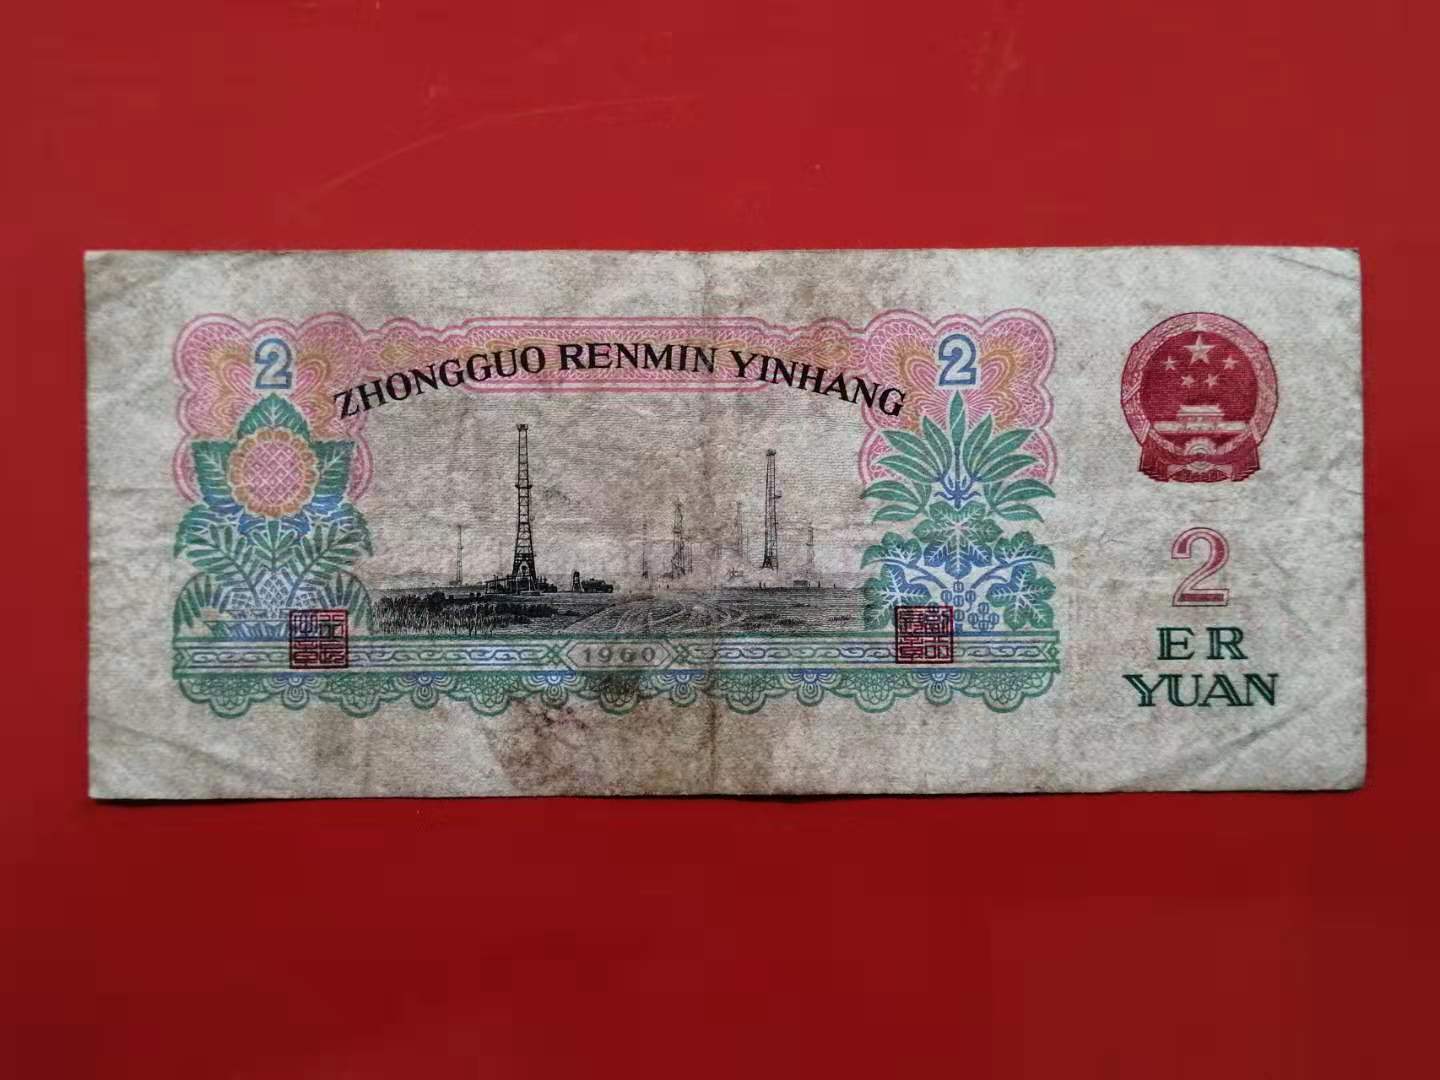 2
ZHONGGUO RENMIN YINHANG
2
1960
2
ER
YUAN